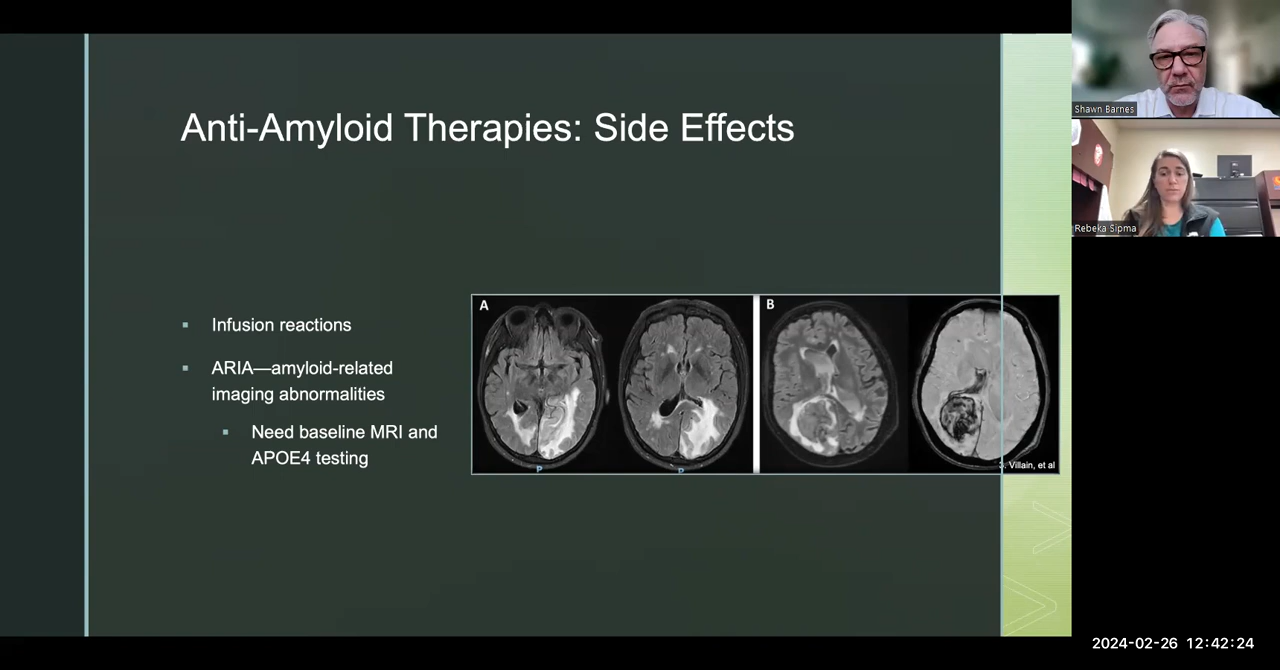 Anti-Amyloid Therapies: Side Effects
Infusion reactions
ARIA—amyloid-related
imaging abnormalities
Need baseline MRI and
APOE4 testing
A
B
P
P
Villain, et al
Shawn Barnes
Rebeka Sipma
2024-02-26 12:42:24